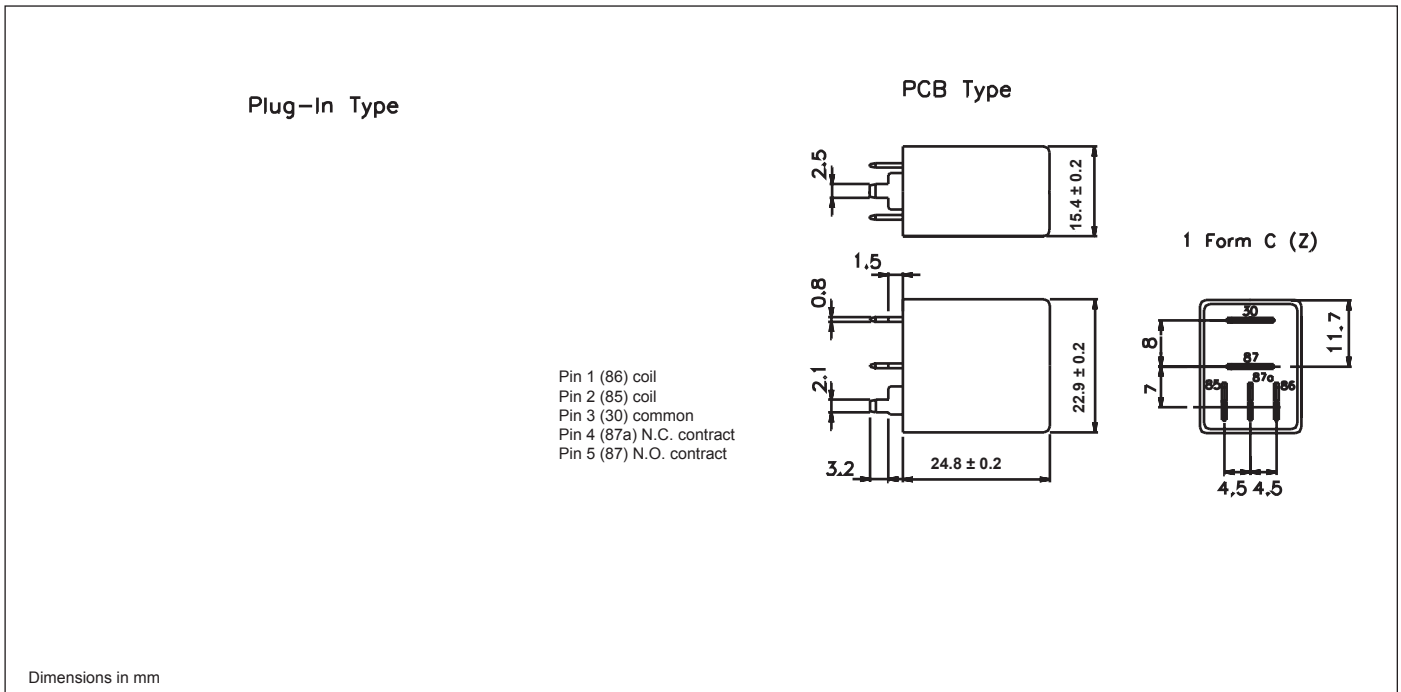 Plug-In Type
PCB Type
2.5
15.4 ± 0.2
1 Form C (Z)
1.5
0.8
2.1
22.9 ± 0.2
3.2
24.8 ± 0.2
30
87
85
87a
86
8
7
11.7
4,5 4.5
Pin 1 (86) coil
Pin 2 (85) coil
Pin 3 (30) common
Pin 4 (87a) N.C. contract
Pin 5 (87) N.O. contract
Dimensions in mm